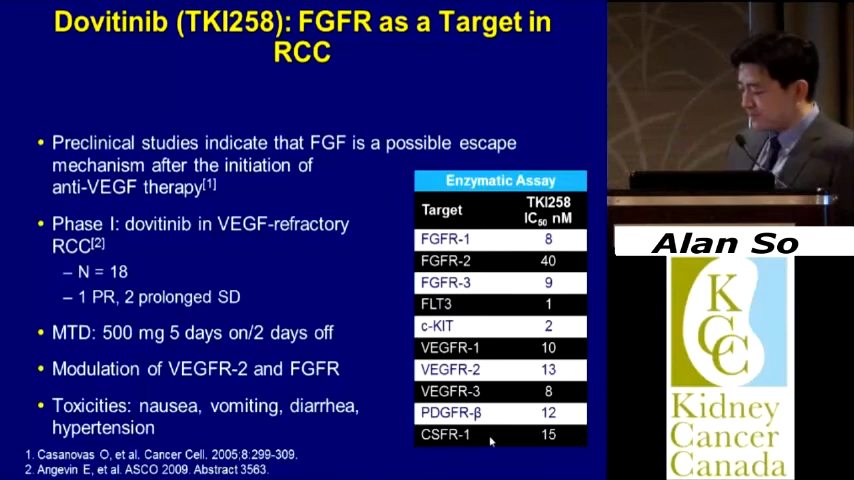 Dovitinib (TKI258): FGFR as a Target in
RCC
• Preclinical studies indicate that FGF is a possible escape
mechanism after the initiation of
anti-VEGF therapy[1]
• Phase I: dovitinib in VEGF-refractory
RCC[2]
– N = 18
– 1 PR, 2 prolonged SD
• MTD: 500 mg 5 days on/2 days off
• Modulation of VEGFR-2 and FGFR
• Toxicities: nausea, vomiting, diarrhea,
hypertension
1. Casanovas O, et al. Cancer Cell. 2005;8:299-309.
2. Angevin E, et al. ASCO 2009. Abstract 3563.
Enzymatic Assay
Target TKI258 IC50 nM
FGFR-1 8
FGFR-2 40
FGFR-3 9
FLT3 1
c-KIT 2
VEGFR-1 10
VEGFR-2 13
VEGFR-3 8
PDGFR-β 12
CSFR-1 15
Alan So
KCC
Kidney
Cancer
Canada